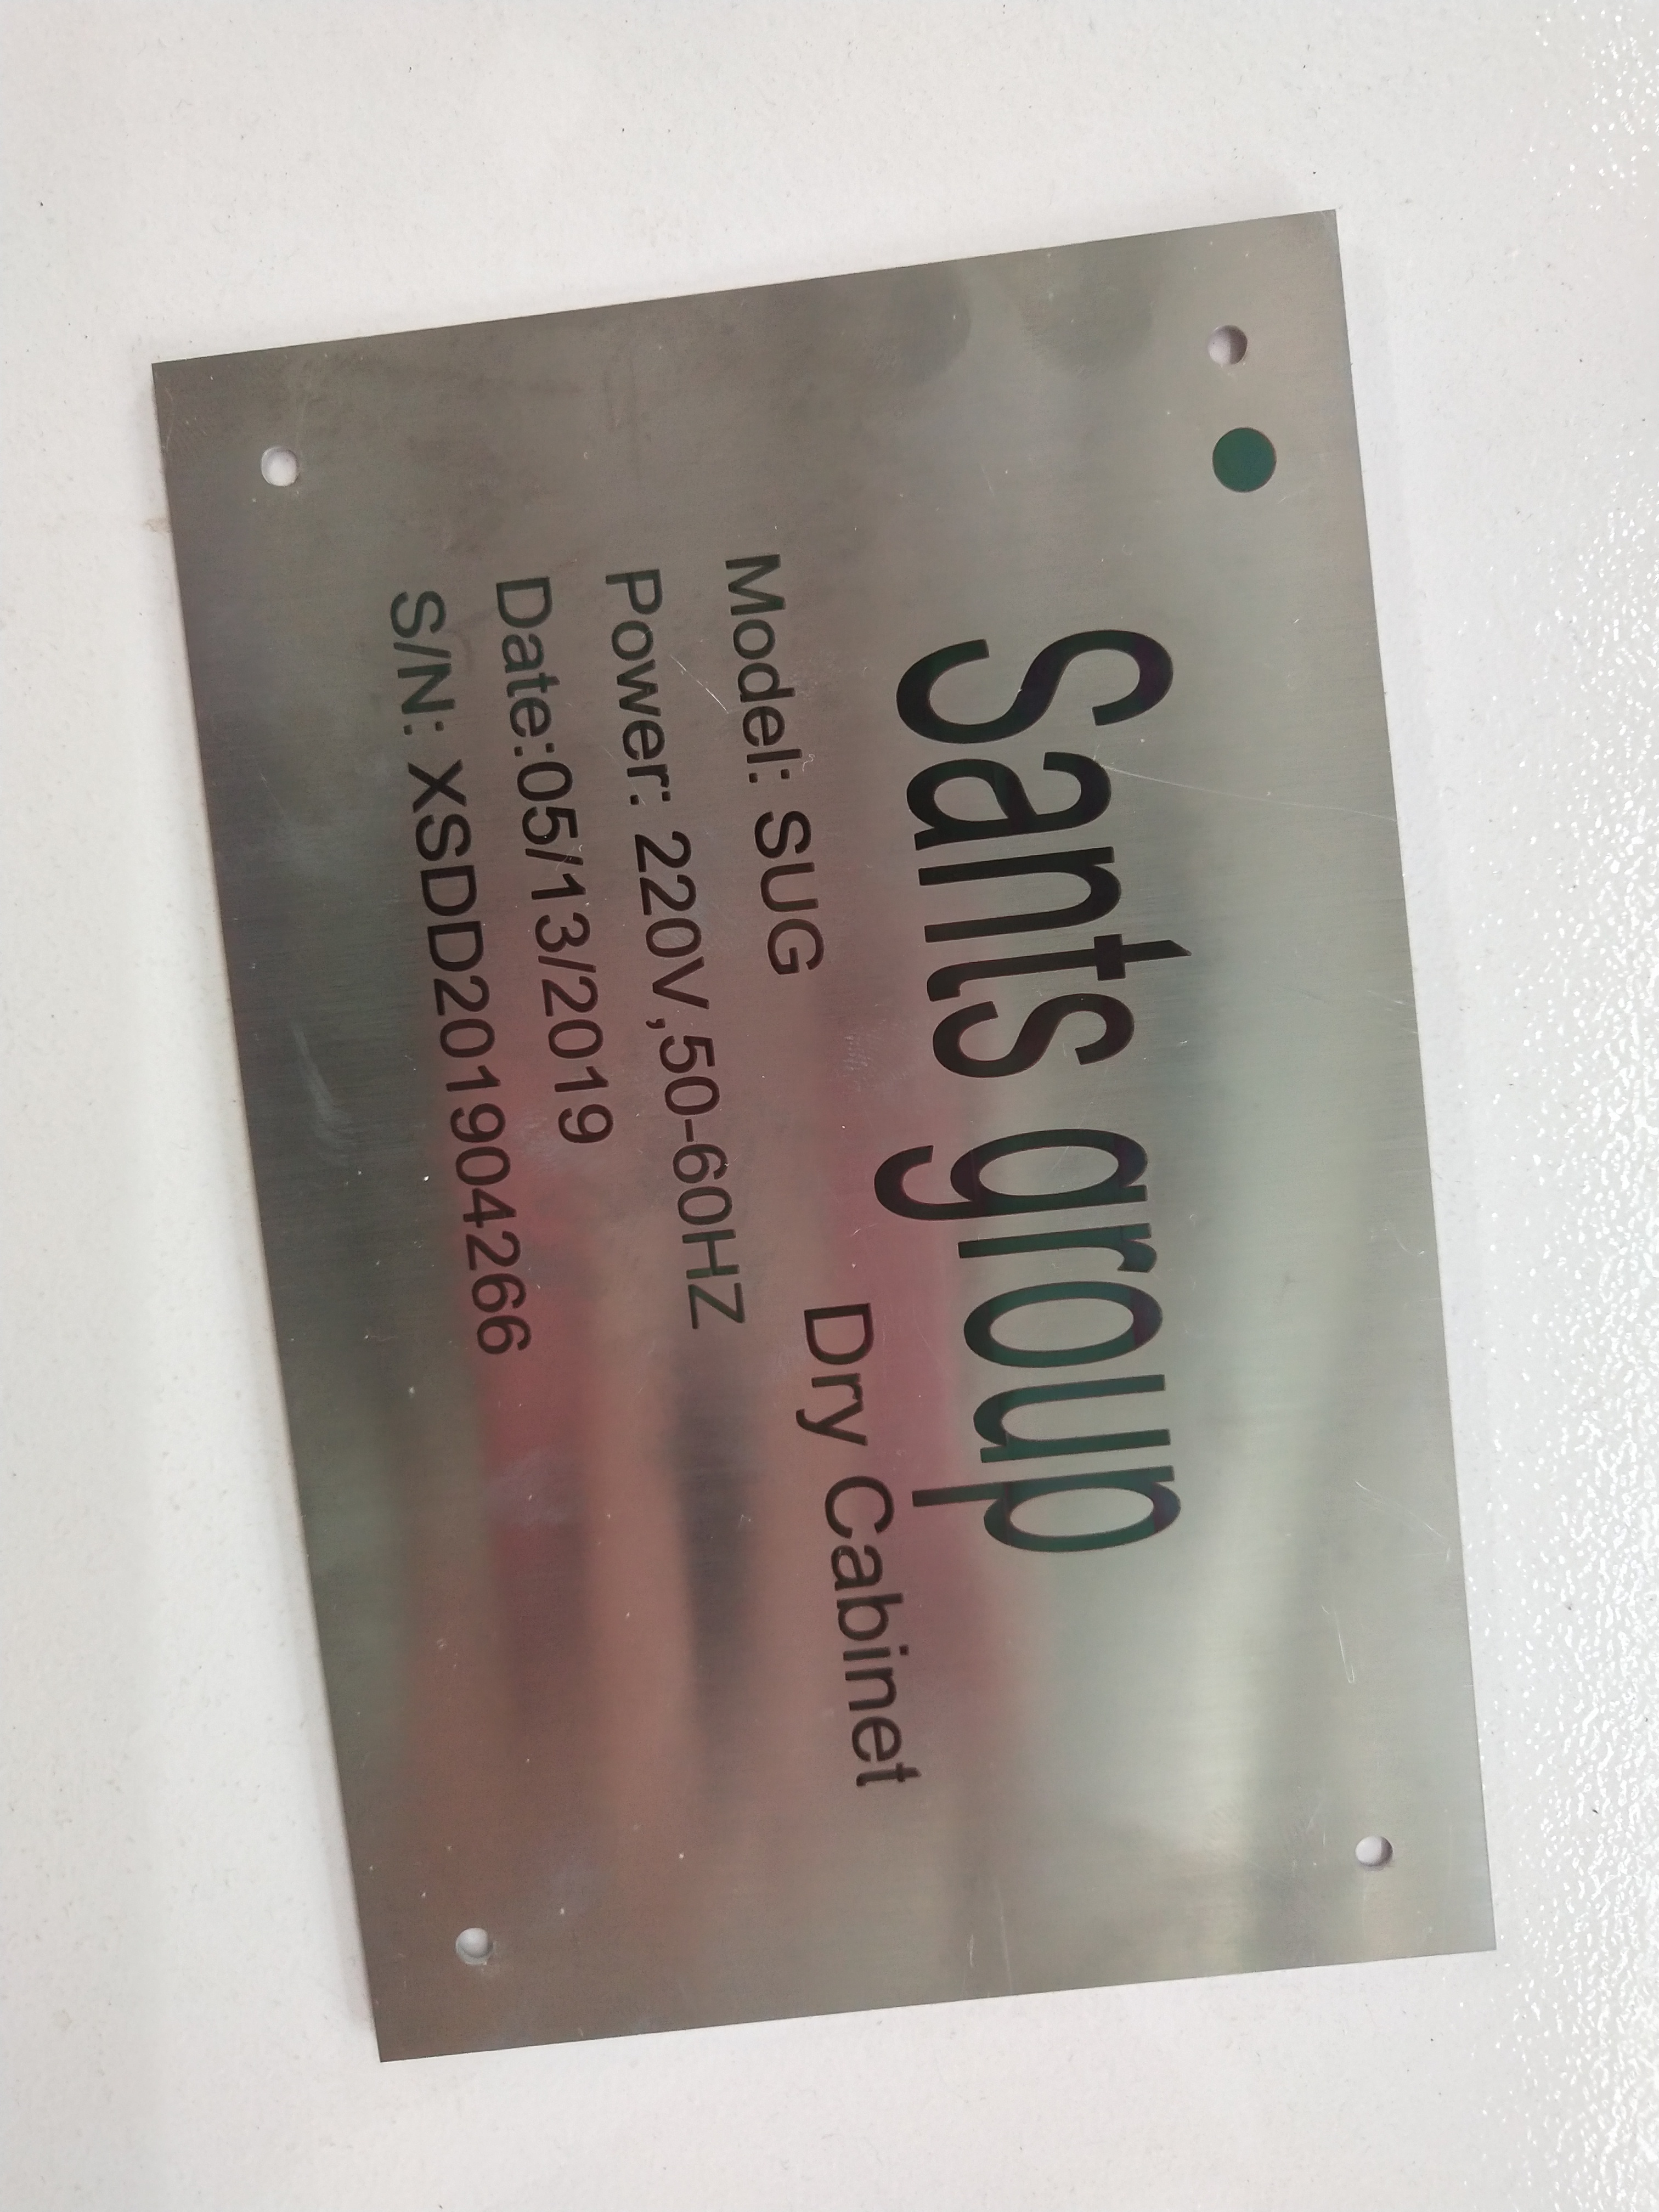 Sants group
Dry Cabinet
Model: SUG
Power: 220V,50-60HZ
Date:05/13/2019
S/N: XSDD201904266